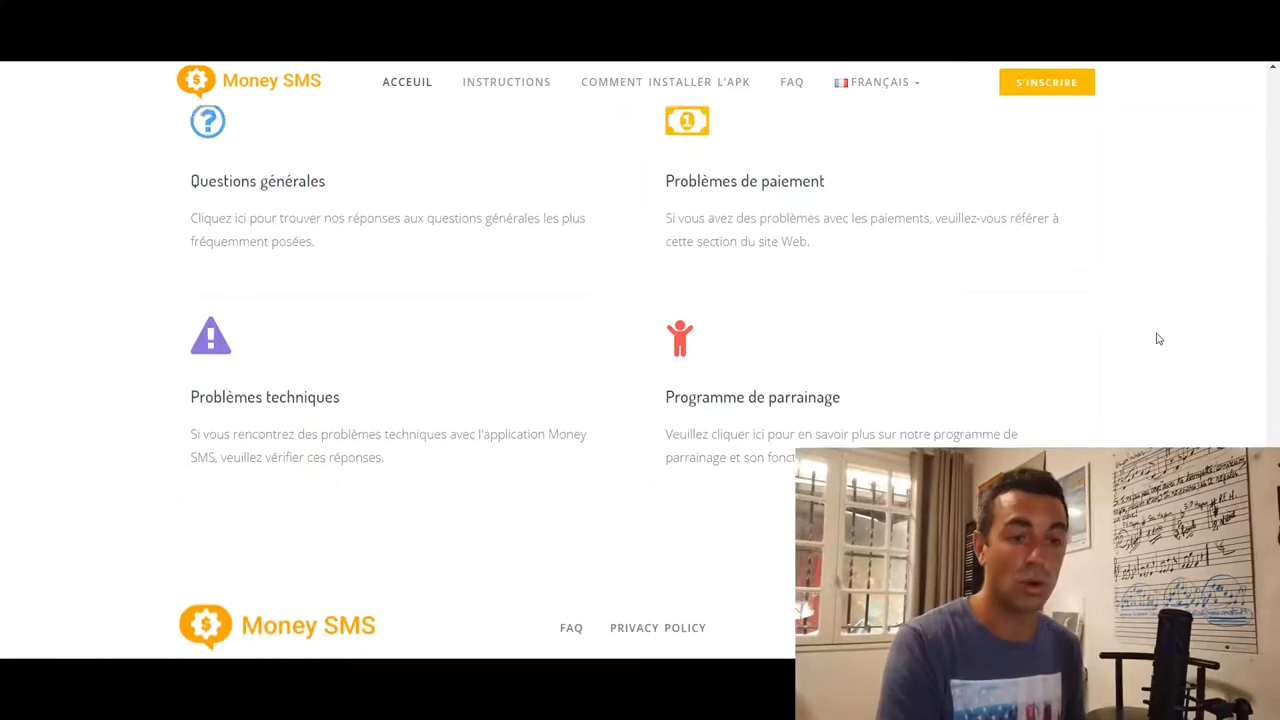 Money SMS
ACCEUIL
INSTRUCTIONS
COMMENT INSTALLER L'APK
FAQ
FRANÇAIS
S'INSCRIRE
Questions générales
Cliquez ici pour trouver nos réponses aux questions générales les plus
fréquemment posées.
Problèmes de paiement
Si vous avez des problèmes avec les paiements, veuillez-vous référer à
cette section du site Web.
Problèmes techniques
Si vous rencontrez des problèmes techniques avec l'application Money
SMS, veuillez vérifier ces réponses.
Programme de parrainage
Veuillez cliquer ici pour en savoir plus sur notre programme de
parrainage et son
Money SMS
FAQ
PRIVACY POLICY